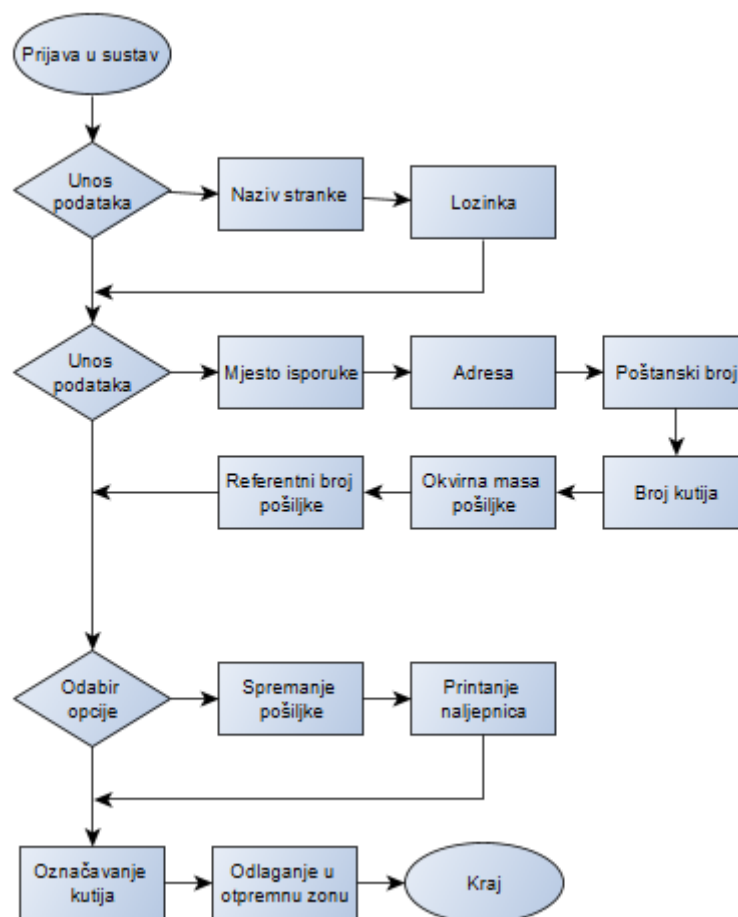 Prijava u sustav
Unos
podataka
Naziv stranke
Lozinka
Unos
podataka
Mjesto isporuke
Adresa
Poštanski broj
Referentni broj
pošiljke
Okvirna masa
pošiljke
Broj kutija
Odabir
opcije
Spremanje
pošiljke
Printanje
naljepnica
Označavanje
kutija
Odlaganje u
otpremnu zonu
Kraj